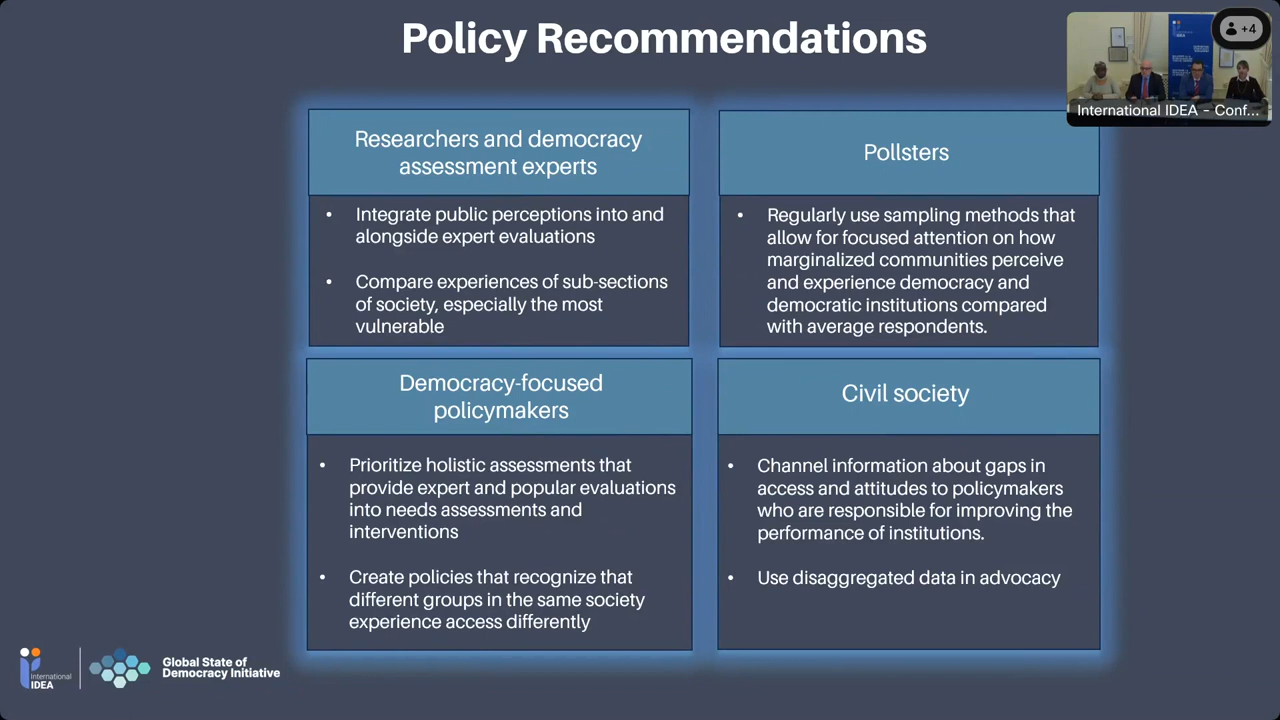 Policy Recommendations
+4
International IDEA - Conf...
Researchers and democracy
assessment experts
• Integrate public perceptions into and
alongside expert evaluations
• Compare experiences of sub-sections
of society, especially the most
vulnerable
Pollsters
• Regularly use sampling methods that
allow for focused attention on how
marginalized communities perceive
and experience democracy and
democratic institutions compared
with average respondents.
Democracy-focused
policymakers
• Prioritize holistic assessments that
provide expert and popular evaluations
into needs assessments and
interventions
• Create policies that recognize that
different groups in the same society
experience access differently
Civil society
• Channel information about gaps in
access and attitudes to policymakers
who are responsible for improving the
performance of institutions.
• Use disaggregated data in advocacy
International
IDEA
Global State of
Democracy Initiative